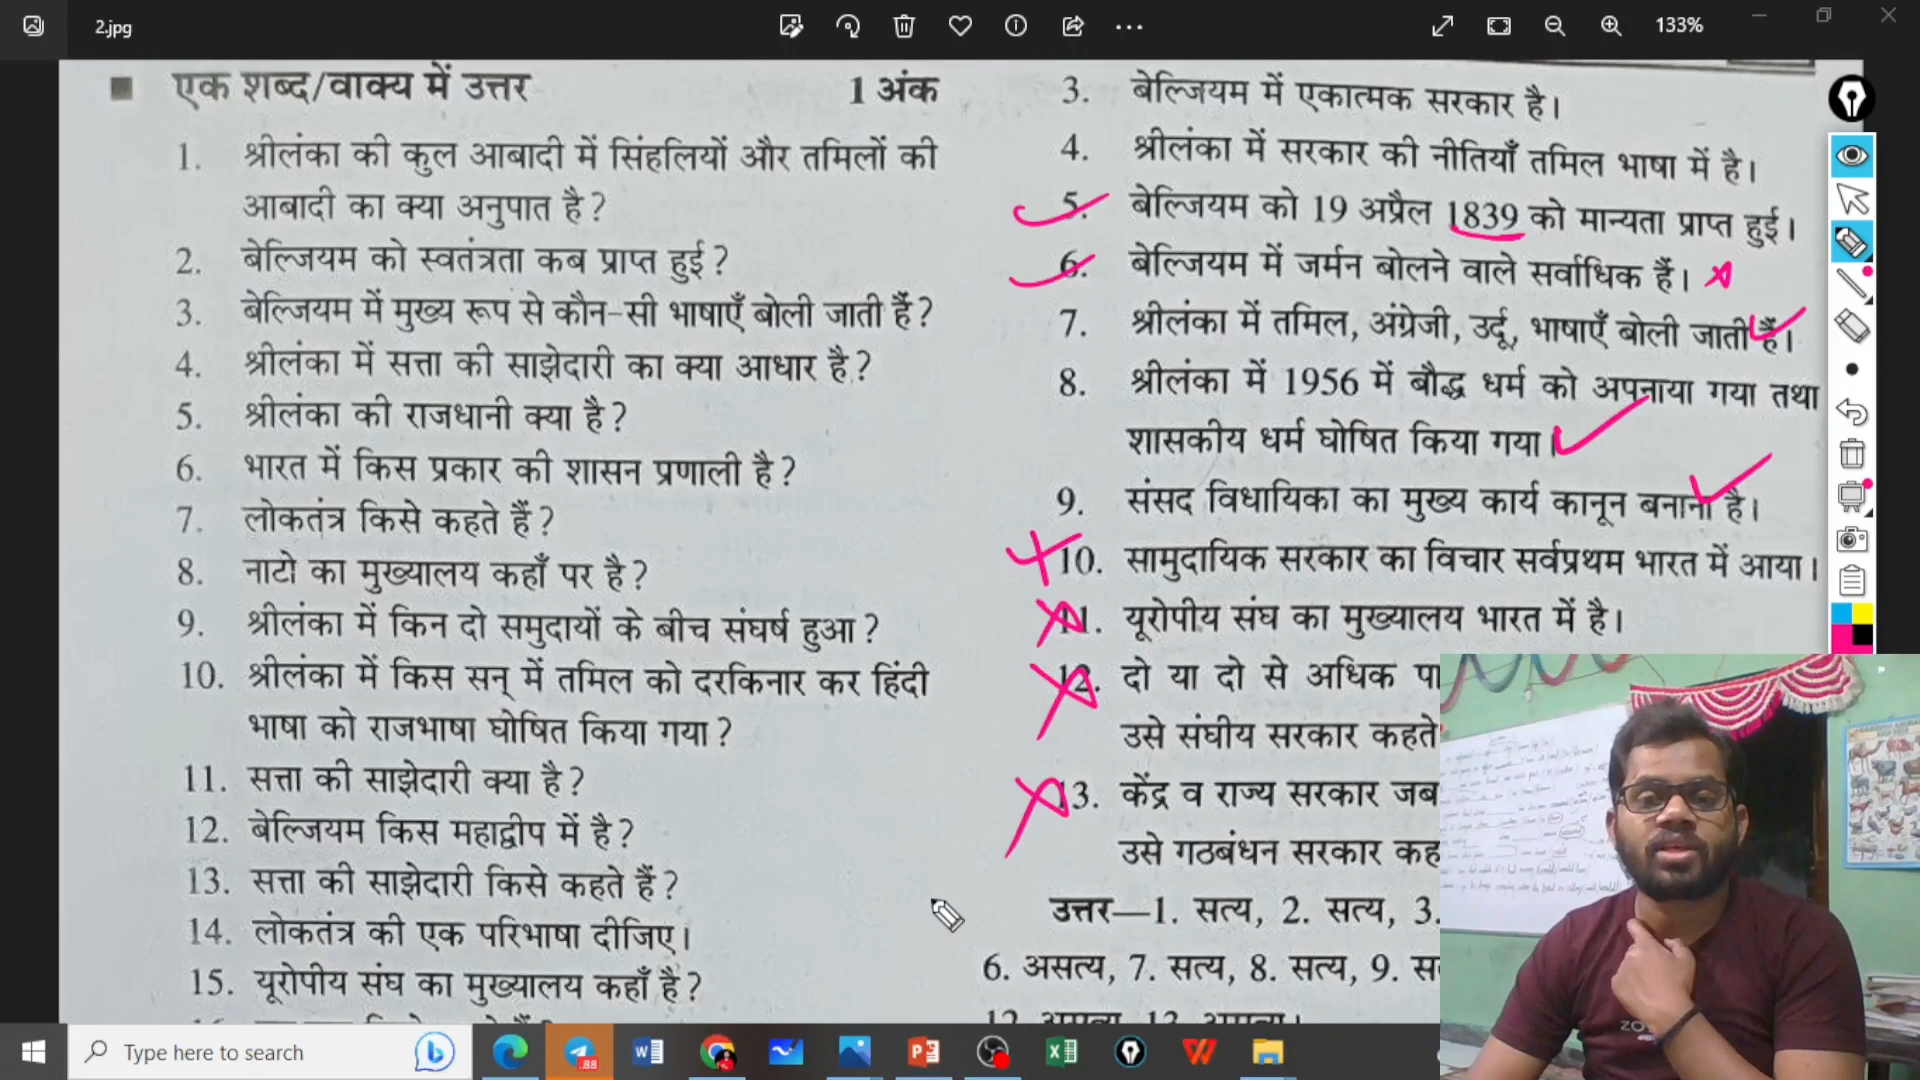 2.jpg
133%
एक शब्द/वाक्य में उत्तर 1 अंक
1. श्रीलंका की कुल आबादी में सिंहलियों और तमिलों की
आबादी का क्या अनुपात है?
2. बेल्जियम को स्वतंत्रता कब प्राप्त हुई?
3. बेल्जियम में मुख्य रूप से कौन-सी भाषाएँ बोली जाती हैं?
4. श्रीलंका में सत्ता की साझेदारी का क्या आधार है?
5. श्रीलंका की राजधानी क्या है?
6. भारत में किस प्रकार की शासन प्रणाली है?
7. लोकतंत्र किसे कहते हैं?
8. नाटो का मुख्यालय कहाँ पर है?
9. श्रीलंका में किन दो समुदायों के बीच संघर्ष हुआ?
10. श्रीलंका में किस सन् में तमिल को दरकिनार कर हिंदी
भाषा को राजभाषा घोषित किया गया?
11. सत्ता की साझेदारी क्या है?
12. बेल्जियम किस महाद्वीप में है?
13. सत्ता की साझेदारी किसे कहते हैं?
14. लोकतंत्र की एक परिभाषा दीजिए।
15. यूरोपीय संघ का मुख्यालय कहाँ है?
3. बेल्जियम में एकात्मक सरकार है।
4. श्रीलंका में सरकार की नीतियाँ तमिल भाषा में है।
5. बेल्जियम को 19 अप्रैल 1839 को मान्यता प्राप्त हुई।
6. बेल्जियम में जर्मन बोलने वाले सर्वाधिक हैं।
7. श्रीलंका में तमिल, अंग्रेजी, उर्दू, भाषाएँ बोली जाती हैं।
8. श्रीलंका में 1956 में बौद्ध धर्म को अपनाया गया तथा
शासकीय धर्म घोषित किया गया।
9. संसद विधायिका का मुख्य कार्य कानून बनाना है।
10. सामुदायिक सरकार का विचार सर्वप्रथम भारत में आया।
11. यूरोपीय संघ का मुख्यालय भारत में है।
12. दो या दो से अधिक
उसे संघीय सरकार कहते
13. केंद्र व राज्य सरकार जब
उसे गठबंधन सरकार
उत्तर—1. सत्य, 2. सत्य, 3.
6. असत्य, 7. सत्य, 8. सत्य, 9.
Type here to search
88